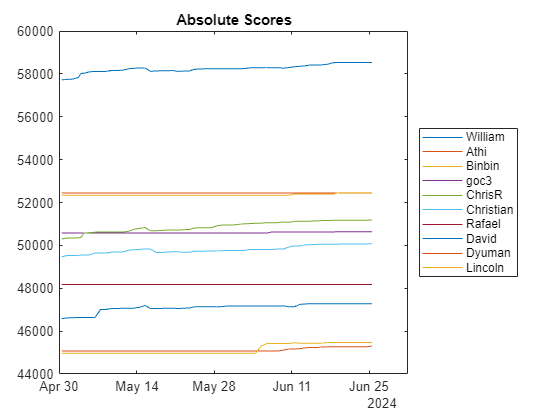 Absolute Scores
60000
58000
56000
54000
52000
50000
48000
46000
44000
Apr 30 May 14 May 28 Jun 11 Jun 25
2024
William
Athi
Binbin
goc3
ChrisR
Christian
Rafael
David
Dyuman
Lincoln